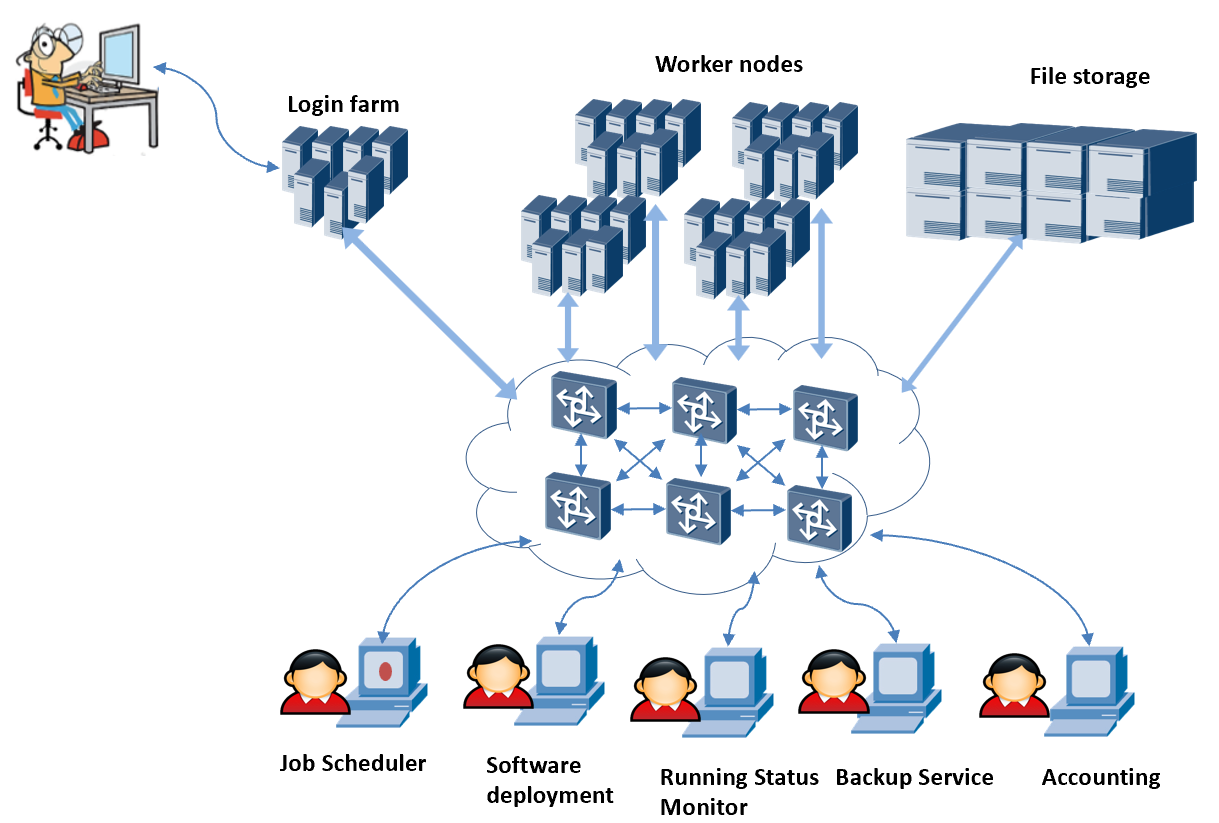 Worker nodes
File storage
Login farm
Job Scheduler
Software
deployment
Running Status
Monitor
Backup Service
Accounting